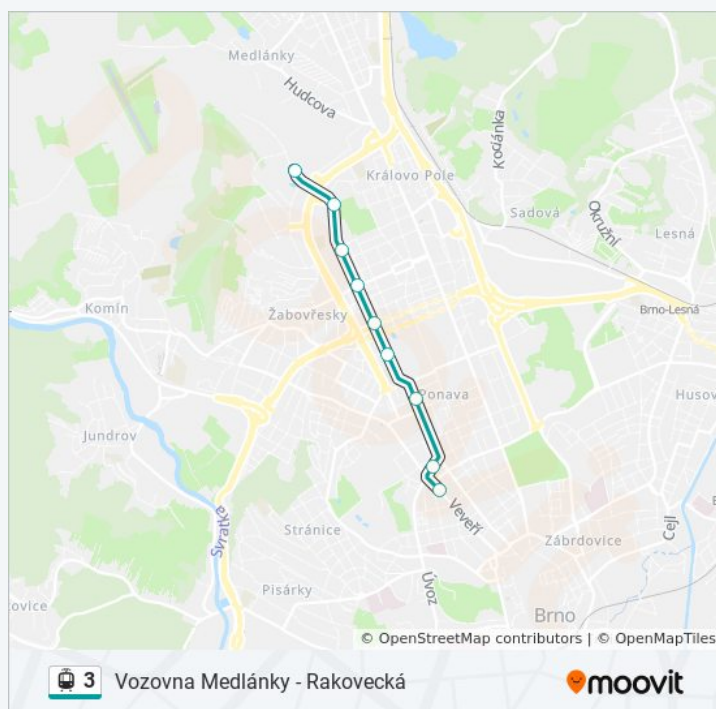 Medlánky
Hudcova
Kociánka
Královo Pole
Sadová
Okružní
Lesná
Komín
Žabovřesky
Brno-Lesná
Ponava
Husov
Jundrov
Svratka
Stránice
Veveří
Zábrdovice
Cejl
Pisárky
Úvoz
ovice
Brno
© OpenStreetMap contributors | © OpenMapTiles
3 Vozovna Medlánky - Rakovecká
moovit